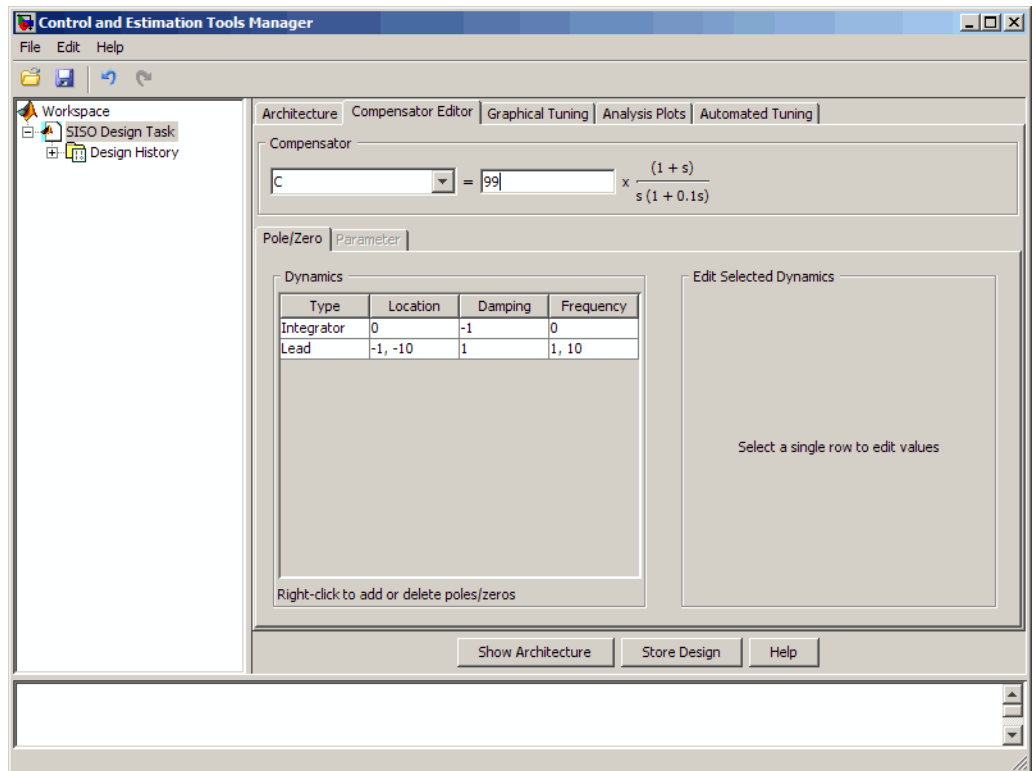 Control and Estimation Tools Manager
File Edit Help
Workspace
SISO Design Task
Design History
Architecture Compensator Editor Graphical Tuning Analysis Plots Automated Tuning
Compensator
C = 99 x (1 + s)
s (1 + 0.1s)
Pole/Zero Parameter
Dynamics
Type Location Damping Frequency
Integrator 0 -1 0
Lead -1, -10 1 1, 10
Right-click to add or delete poles/zeros
Edit Selected Dynamics
Select a single row to edit values
Show Architecture Store Design Help